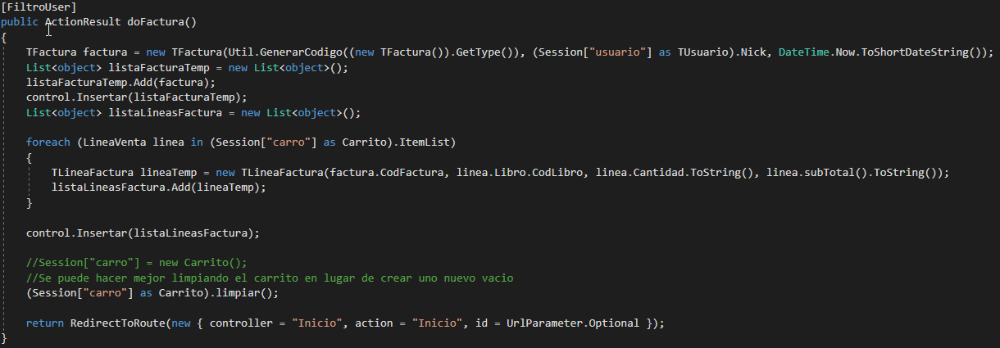 [FiltroUser]
public ActionResult doFactura()
{
TFactura factura = new TFactura(Util.GenerarCodigo((new TFactura()).GetType()), (Session["usuario"] as TUsuario).Nick, DateTime.Now.ToShortDateString());
List<object> listaFacturaTemp = new List<object>();
listaFacturaTemp.Add(factura);
control.Insertar(listaFacturaTemp);
List<object> listaLineasFactura = new List<object>();
foreach (LineaVenta linea in (Session["carro"] as Carrito).ItemList)
{
TLineaFactura lineaTemp = new TLineaFactura(factura.CodFactura, linea.Libro.CodLibro, linea.Cantidad.ToString(), linea.subTotal().ToString());
listaLineasFactura.Add(lineaTemp);
}
control.Insertar(listaLineasFactura);
//Session["carro"] = new Carrito();
//Se puede hacer mejor limpiando el carrito en lugar de crear uno nuevo vacio
(Session["carro"] as Carrito).limpiar();
return RedirectToRoute(new { controller = "Inicio", action = "Inicio", id = UrlParameter.Optional });
}